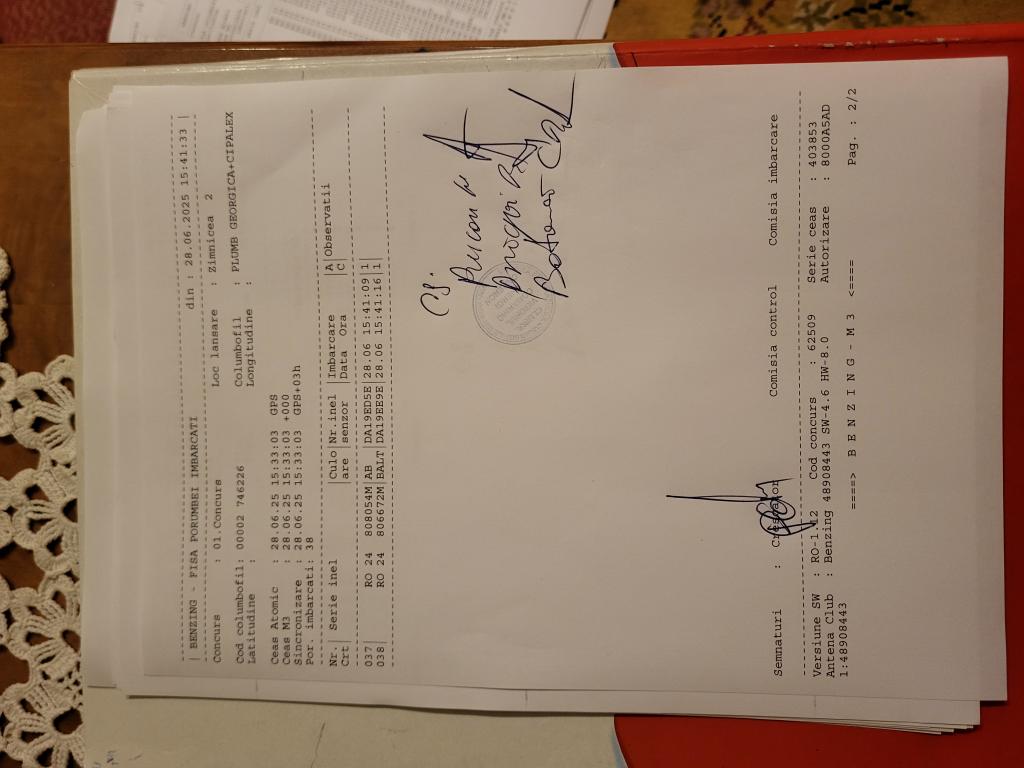 | BENZING - FISA PORUMBEI IMBARCATI din : 28.06.2025 15:41:33 |
Concurs : 01.Concurs Loc lansare : Zimnicea 2
Cod columbofil: 00002 746226 Columbofil : PLUMB GEORGICA+CIPALEX
Latitudine : Longitudine :
Ceas Atomic : 28.06.25 15:33:03 GPS
Ceas M3 : 28.06.25 15:33:03 +000
Sincronizare : 28.06.25 15:33:03 GPS+03h
Por. imbarcati: 38
Nr.| Serie inel |Culo|Nr.inel |Imbarcare |A|Observatii
Crt| |are |senzor |Data Ora |C|
037| RO 24 808054M|AB |DA19ED5E|28.06 15:41:09|1|
038| RO 24 806672M|BALT|DA19EE9E|28.06 15:41:16|1|
Semnaturi : Crescator Comisia control Comisia imbarcare
Versiune SW : RO-1.12 Cod concurs : 62509 Serie ceas : 403853
Antena Club : Benzing 48908443 SW-4.6 HW-8.0 Autorizare : 8000A5AD
1:48908443
====> B E N Z I N G - M 3 <==== Pag. : 2/2